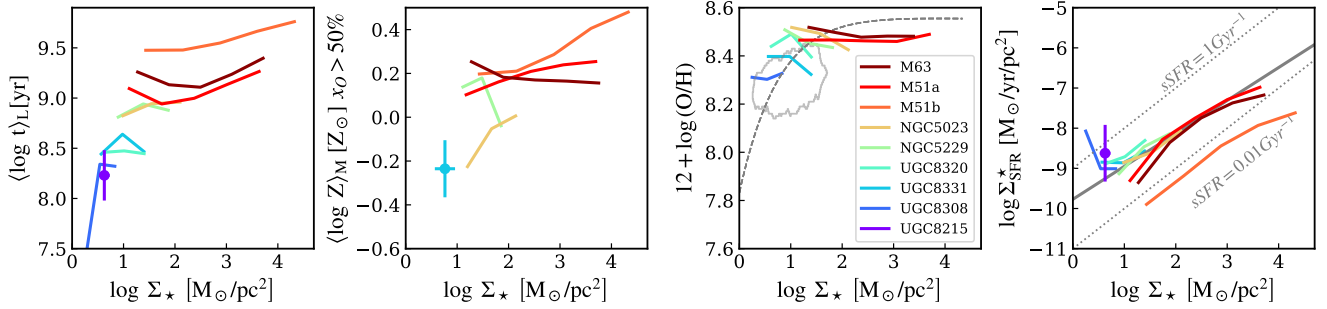 ⟨log t⟩L [yr]
9.5
9.0
8.5
8.0
7.5
0 1 2 3 4
log Σ⋆ [M⊙/pc²]
⟨log Z⟩M [Z⊙] xO > 50%
0.4
0.2
0.0
−0.2
−0.4
−0.6
0 1 2 3 4
log Σ⋆ [M⊙/pc²]
12 + log (O/H)
8.6
8.4
8.2
8.0
7.8
7.6
0 1 2 3 4
log Σ⋆ [M⊙/pc²]
M63
M51a
M51b
NGC5023
NGC5229
UGC8320
UGC8331
UGC8308
UGC8215
log Σ⋆SFR [M⊙/yr/pc²]
−5
−6
−7
−8
−9
−10
−11
sSFR = 1Gyr⁻¹
sSFR = 0.01Gyr⁻¹
0 1 2 3 4
log Σ⋆ [M⊙/pc²]